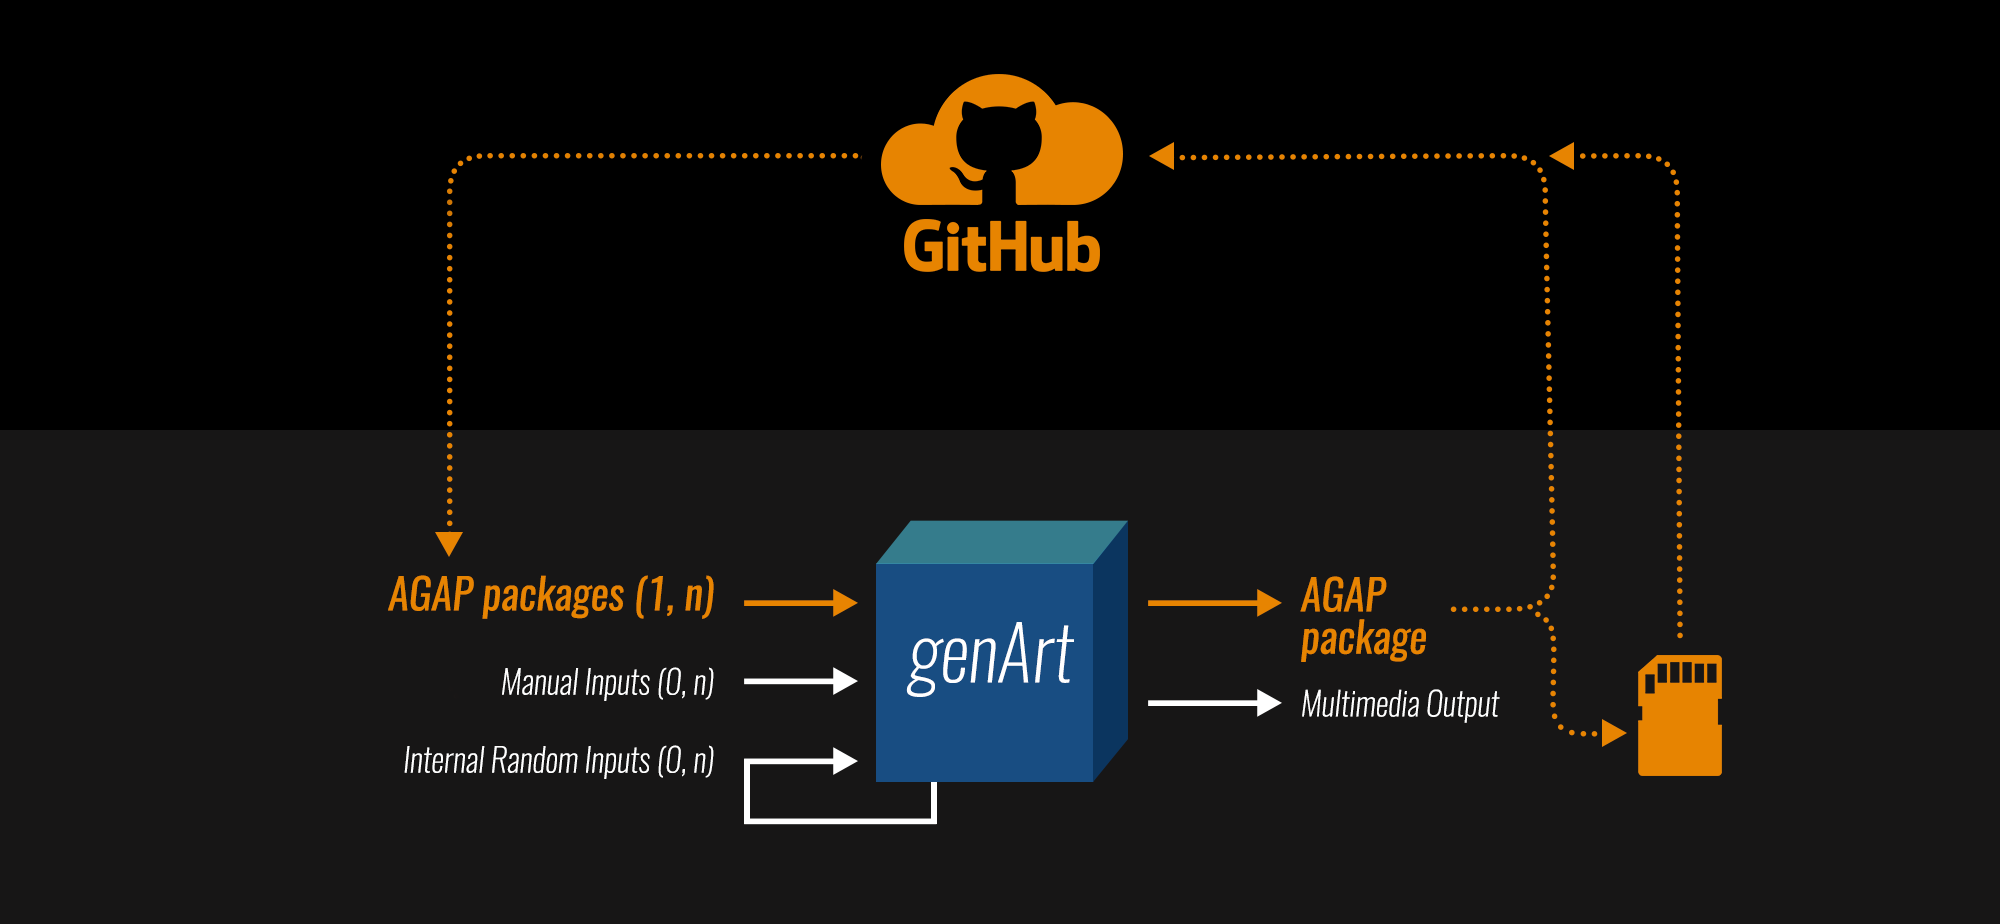 GitHub
AGAP packages (1, n)
Manual Inputs (0, n)
Internal Random Inputs (0, n)
genArt
AGAP
package
Multimedia Output